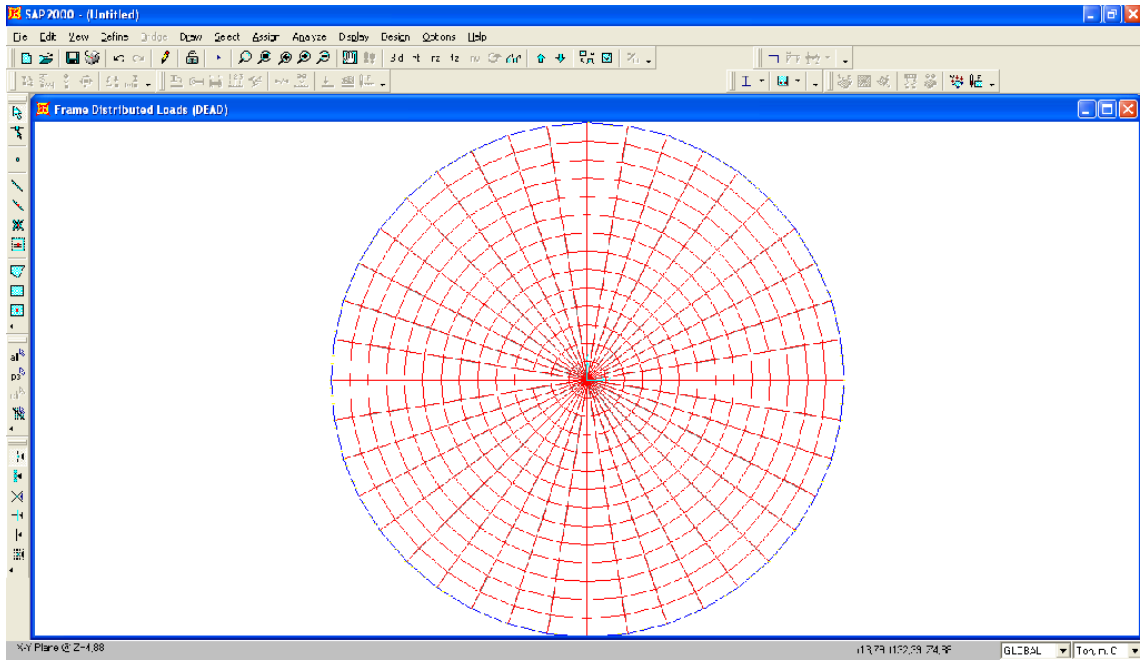 SAP2000 - (Untitled)
File Edit View Define Bridge Draw Select Assign Analyze Display Design Options Help
3d
Frame Distributed Loads (DEAD)
X-Y Plane @ Z=4,88
GLOBAL
Ton, m, C